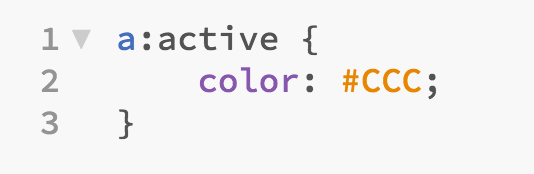 1 a:active {
2     color: #CCC;
3 }